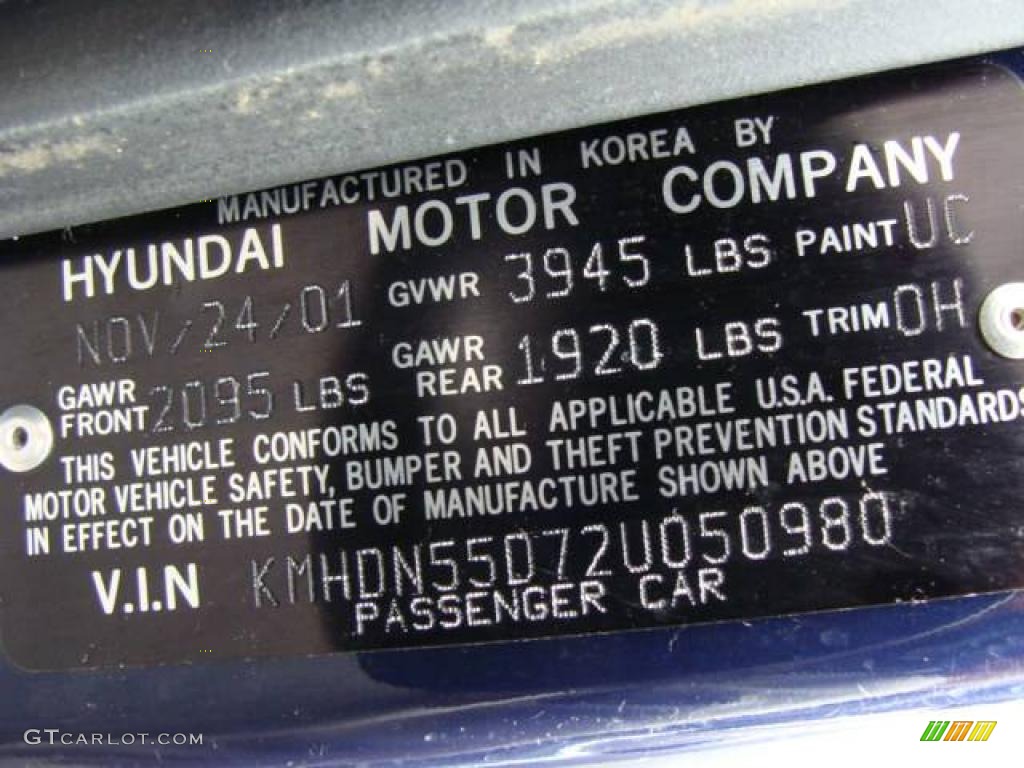 MANUFACTURED IN KOREA BY
HYUNDAI MOTOR COMPANY
NOV/24/01 GVWR 3945 LBS PAINT UC
GAWR FRONT 2095 LBS GAWR REAR 1920 LBS TRIM OH
THIS VEHICLE CONFORMS TO ALL APPLICABLE U.S.A. FEDERAL
MOTOR VEHICLE SAFETY, BUMPER AND THEFT PREVENTION STANDARDS
IN EFFECT ON THE DATE OF MANUFACTURE SHOWN ABOVE
V.I.N KMHDN55D72U050980
PASSENGER CAR
GTCARLOT.COM